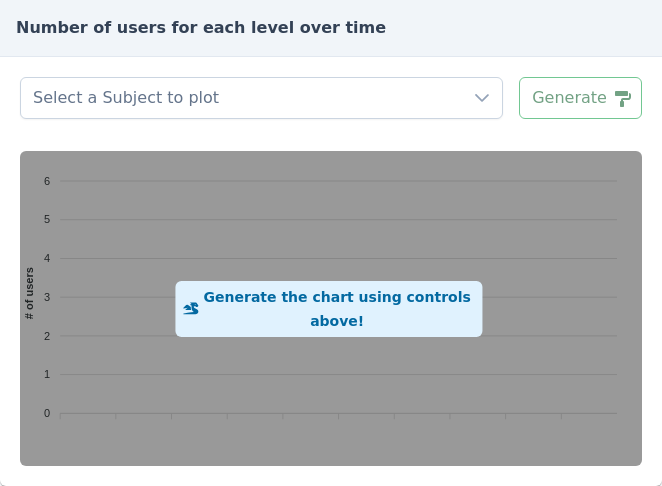 Number of users for each level over time
Select a Subject to plot
Generate
6
5
4
3
2
1
0
# of users
Generate the chart using controls
above!